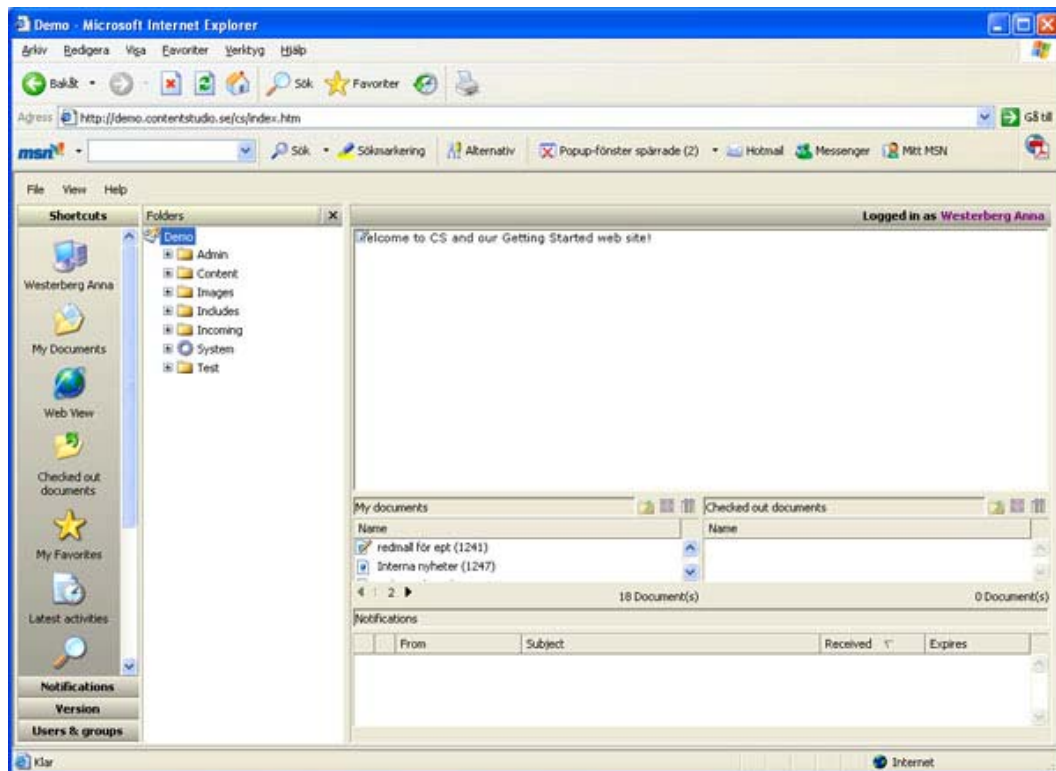 Demo - Microsoft Internet Explorer
Arkiv Redigera Visa Favoriter Verktyg Hjälp
Bakåt Sök Favoriter
Adress http://demo.contentstudio.se/cs/index.htm Gå till
msn Sök Sökmarkering Alternativ Popup-fönster spärrade (2) Hotmail Messenger Mitt MSN
File View Help
Shortcuts Folders Logged in as Westerberg Anna
Westerberg Anna
My Documents
Web View
Checked out documents
My Favorites
Latest activities
Notifications
Version
Users & groups
Demo
Admin
Content
Images
Includes
Incoming
System
Test
Welcome to CS and our Getting Started web site!
My documents
Name
redmall för ept (1241)
Interna nyheter (1247)
1 2
18 Document(s)
Checked out documents
Name
0 Document(s)
Notifications
From Subject Received Expires
Klar Internet